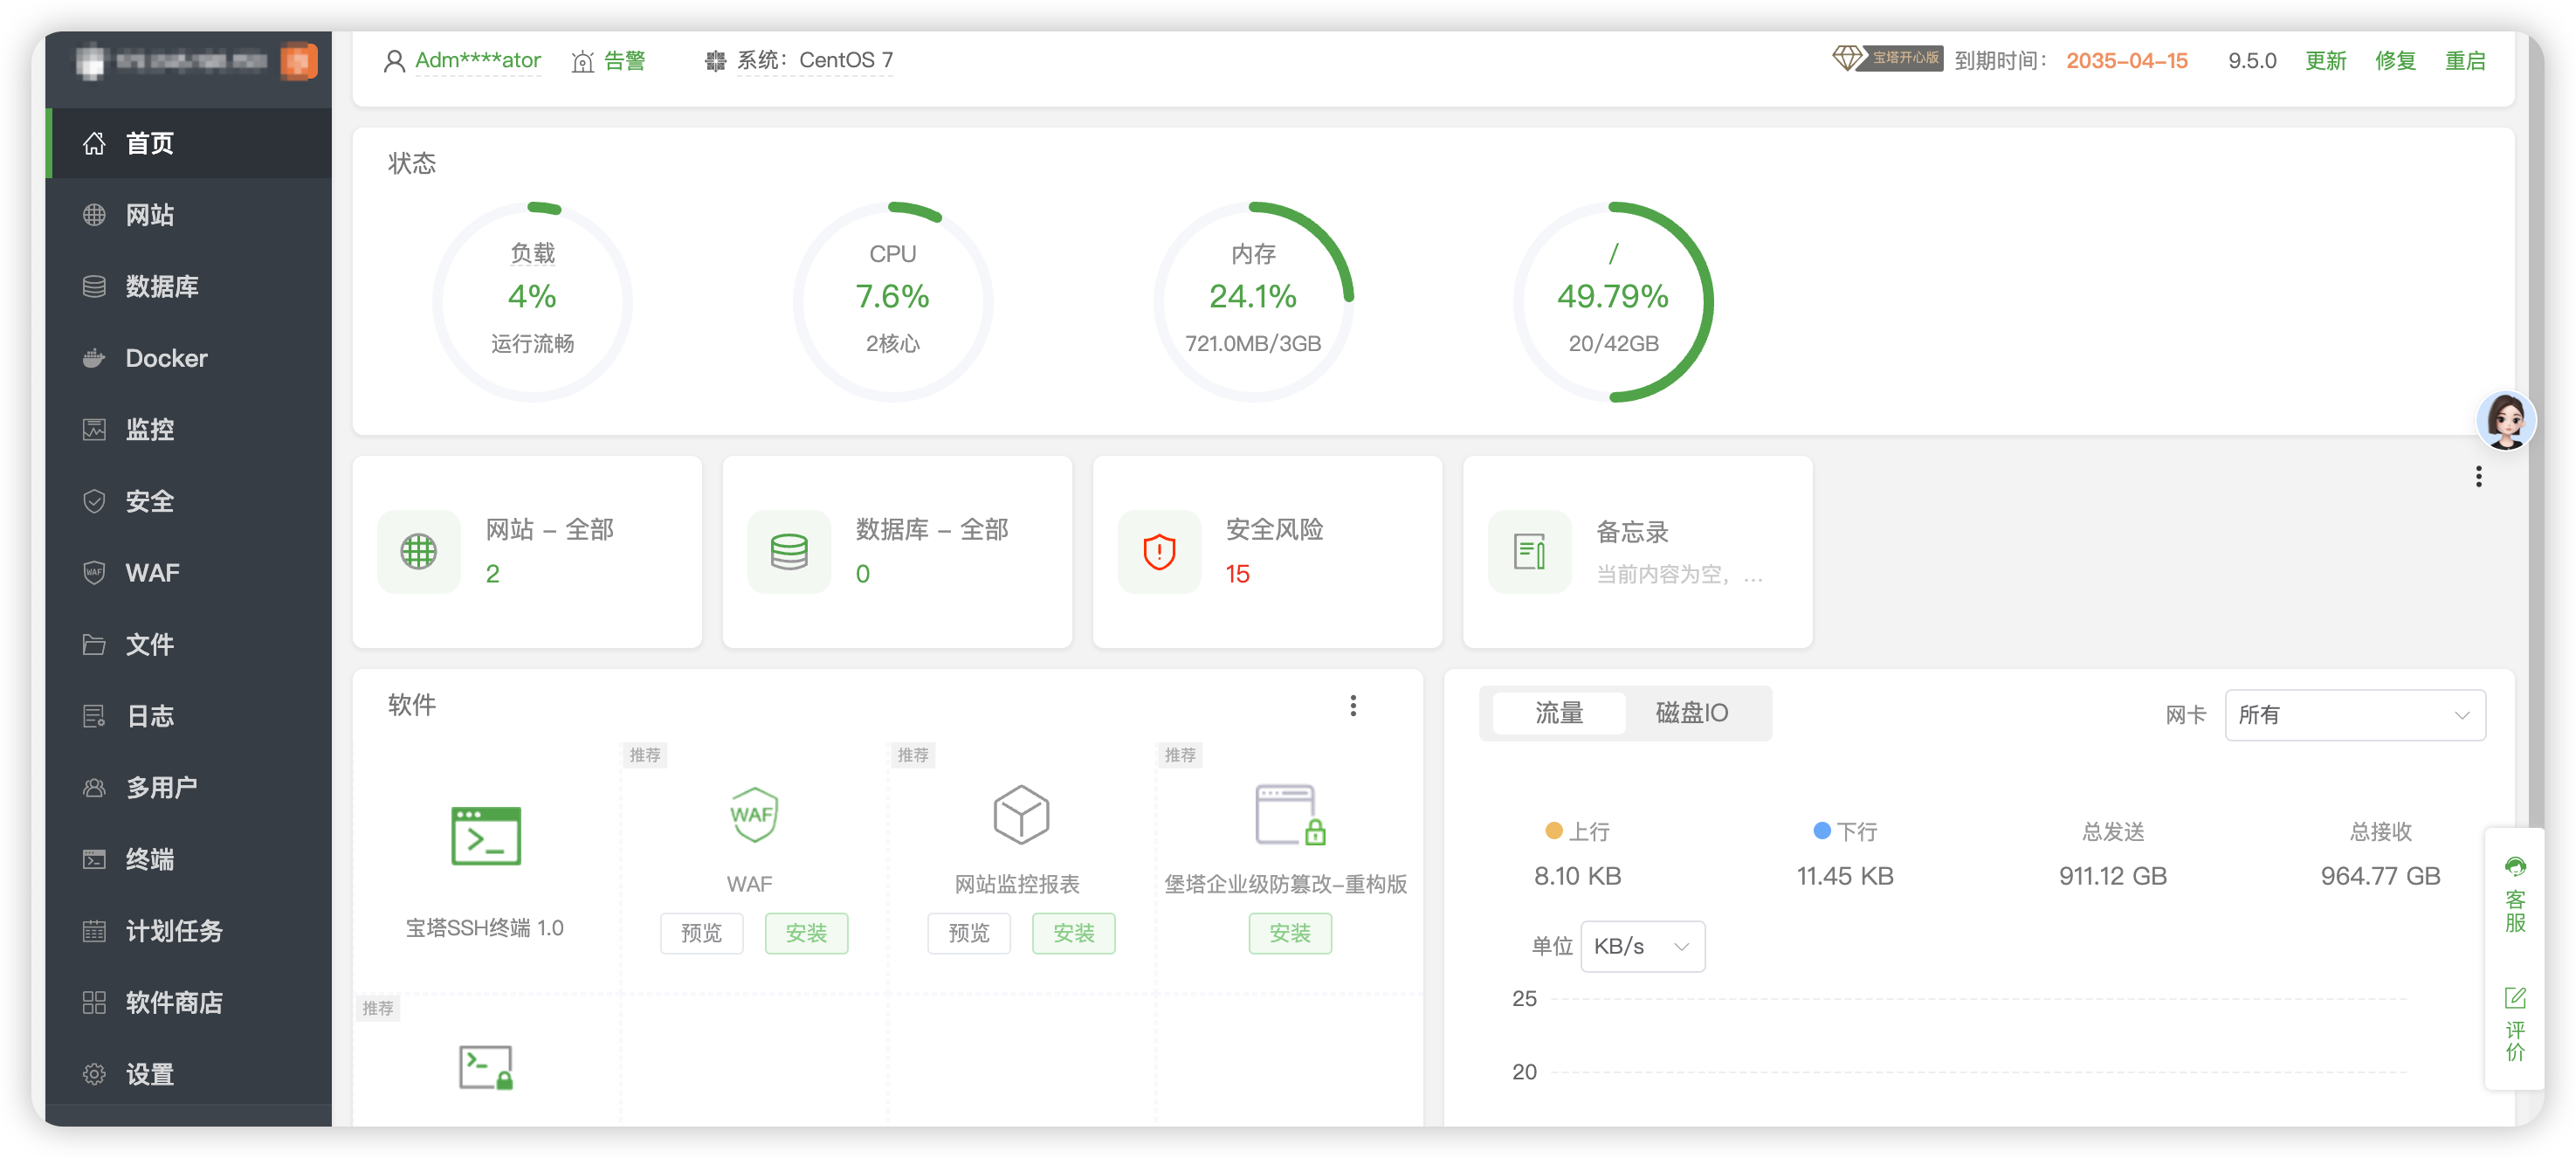 Adm****ator 告警 系统：CentOS 7 宝塔开心版 到期时间： 2035-04-15 9.5.0 更新 修复 重启
首页
网站
数据库
Docker
监控
安全
WAF
文件
日志
多用户
终端
计划任务
软件商店
设置
状态
负载
4%
运行流畅
CPU
7.6%
2核心
内存
24.1%
721.0MB/3GB
/
49.79%
20/42GB
网站 – 全部
2
数据库 – 全部
0
安全风险
15
备忘录
当前内容为空，...
软件
宝塔SSH终端 1.0
推荐
WAF
WAF
预览 安装
推荐
网站监控报表
预览 安装
推荐
堡塔企业级防篡改–重构版
安装
推荐
流量 磁盘IO
网卡 所有
上行
8.10 KB
下行
11.45 KB
总发送
911.12 GB
总接收
964.77 GB
单位 KB/s
25
20
客服
评价